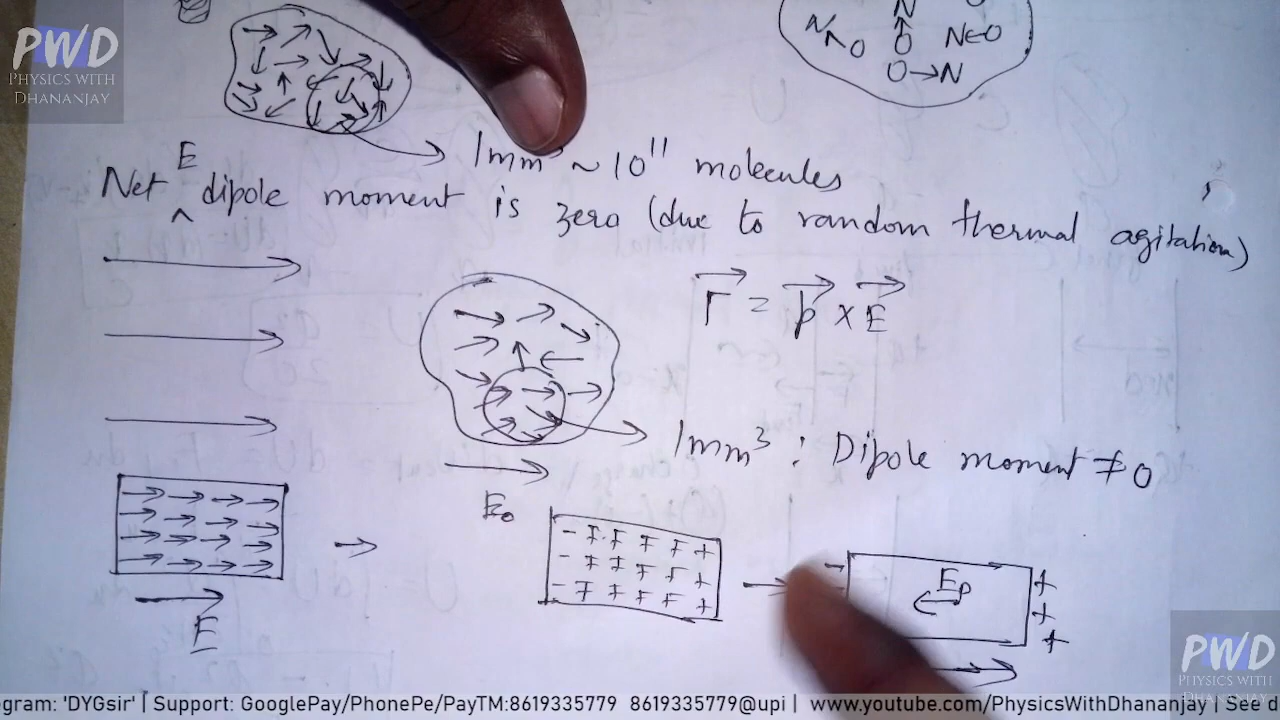 PWD
PHYSICS WITH
DHANANJAY
N
N O
O
N O
O N
1mm³ ~ 10¹¹ molecules
Net E dipole moment is zero (due to random thermal agitation)
Γ = p × E
1mm³ : Dipole moment ≠ 0
E₀
E
- + + + + +
- + + + + +
- + + + + +
Ep
-
+
+
+
PWD
PHYSICS WITH
DHANANJAY
egram: 'DYGsir' | Support: GooglePay/PhonePe/PayTM:8619335779 8619335779@upi | www.youtube.com/PhysicsWithDhananjay | See d